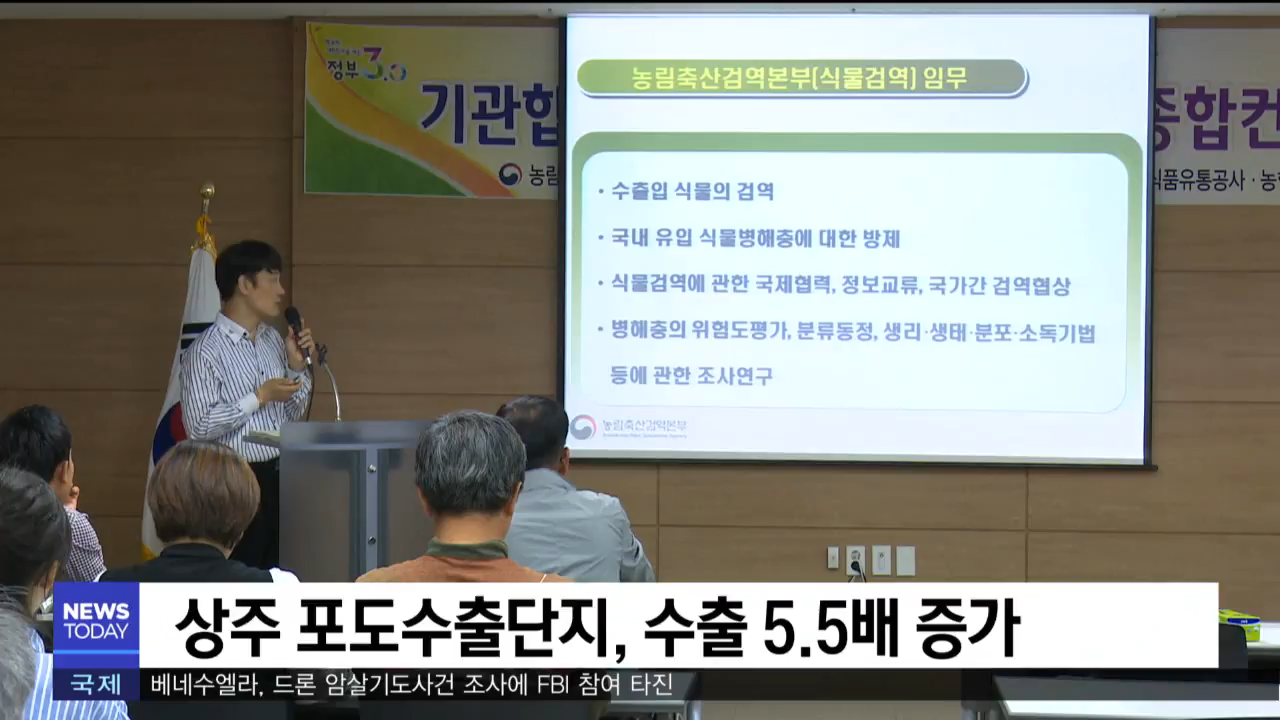 정부 3.0
기관합
종합컨
농림
식품유통공사 · 농협
농림축산검역본부[식물검역] 임무
• 수출입 식물의 검역
• 국내 유입 식물병해충에 대한 방제
• 식물검역에 관한 국제협력, 정보교류, 국가간 검역협상
• 병해충의 위험도평가, 분류동정, 생리·생태·분포·소독기법
등에 관한 조사연구
농림축산검역본부
NEWS
TODAY
상주 포도수출단지, 수출 5.5배 증가
국제
베네수엘라, 드론 암살기도사건 조사에 FBI 참여 타진